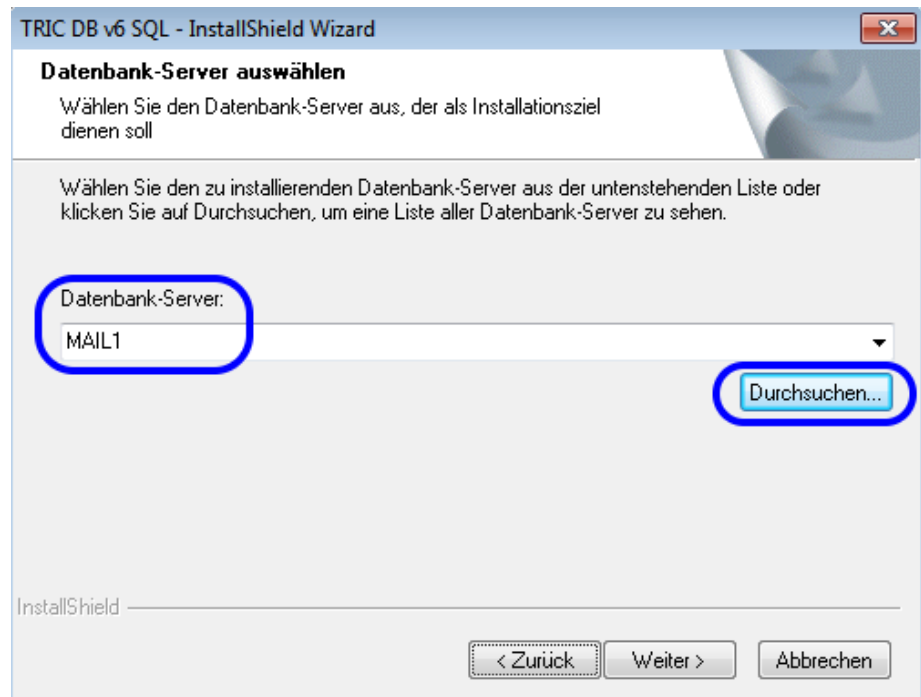 TRIC DB v6 SQL - InstallShield Wizard
Datenbank-Server auswählen
Wählen Sie den Datenbank-Server aus, der als Installationsziel
dienen soll
Wählen Sie den zu installierenden Datenbank-Server aus der untenstehenden Liste oder
klicken Sie auf Durchsuchen, um eine Liste aller Datenbank-Server zu sehen.
Datenbank-Server:
MAIL1
Durchsuchen...
InstallShield
< Zurück Weiter > Abbrechen